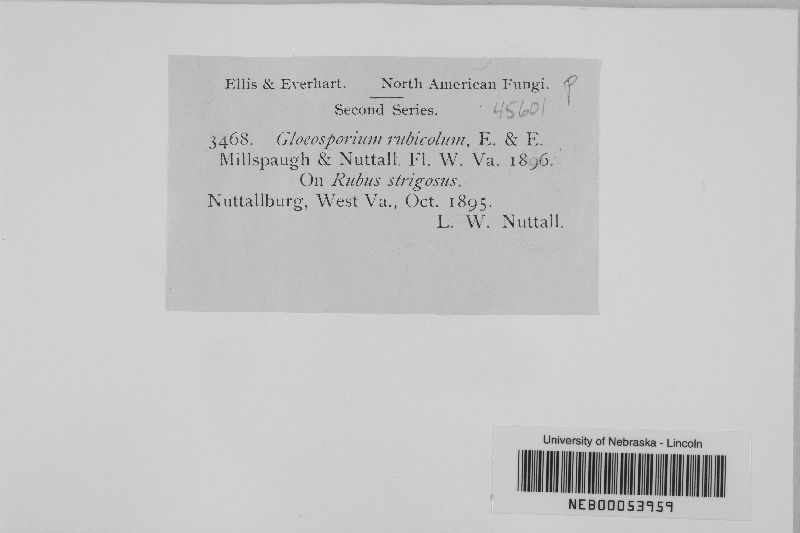 Ellis & Everhart. North American Fungi.
Second Series.
45601
3468. Gloeosporium rubicolum, E. & E.
Millspaugh & Nuttall. Fl. W. Va. 1896.
On Rubus strigosus.
Nuttallburg, West Va., Oct. 1895.
L. W. Nuttall.
University of Nebraska - Lincoln
NEB00053959